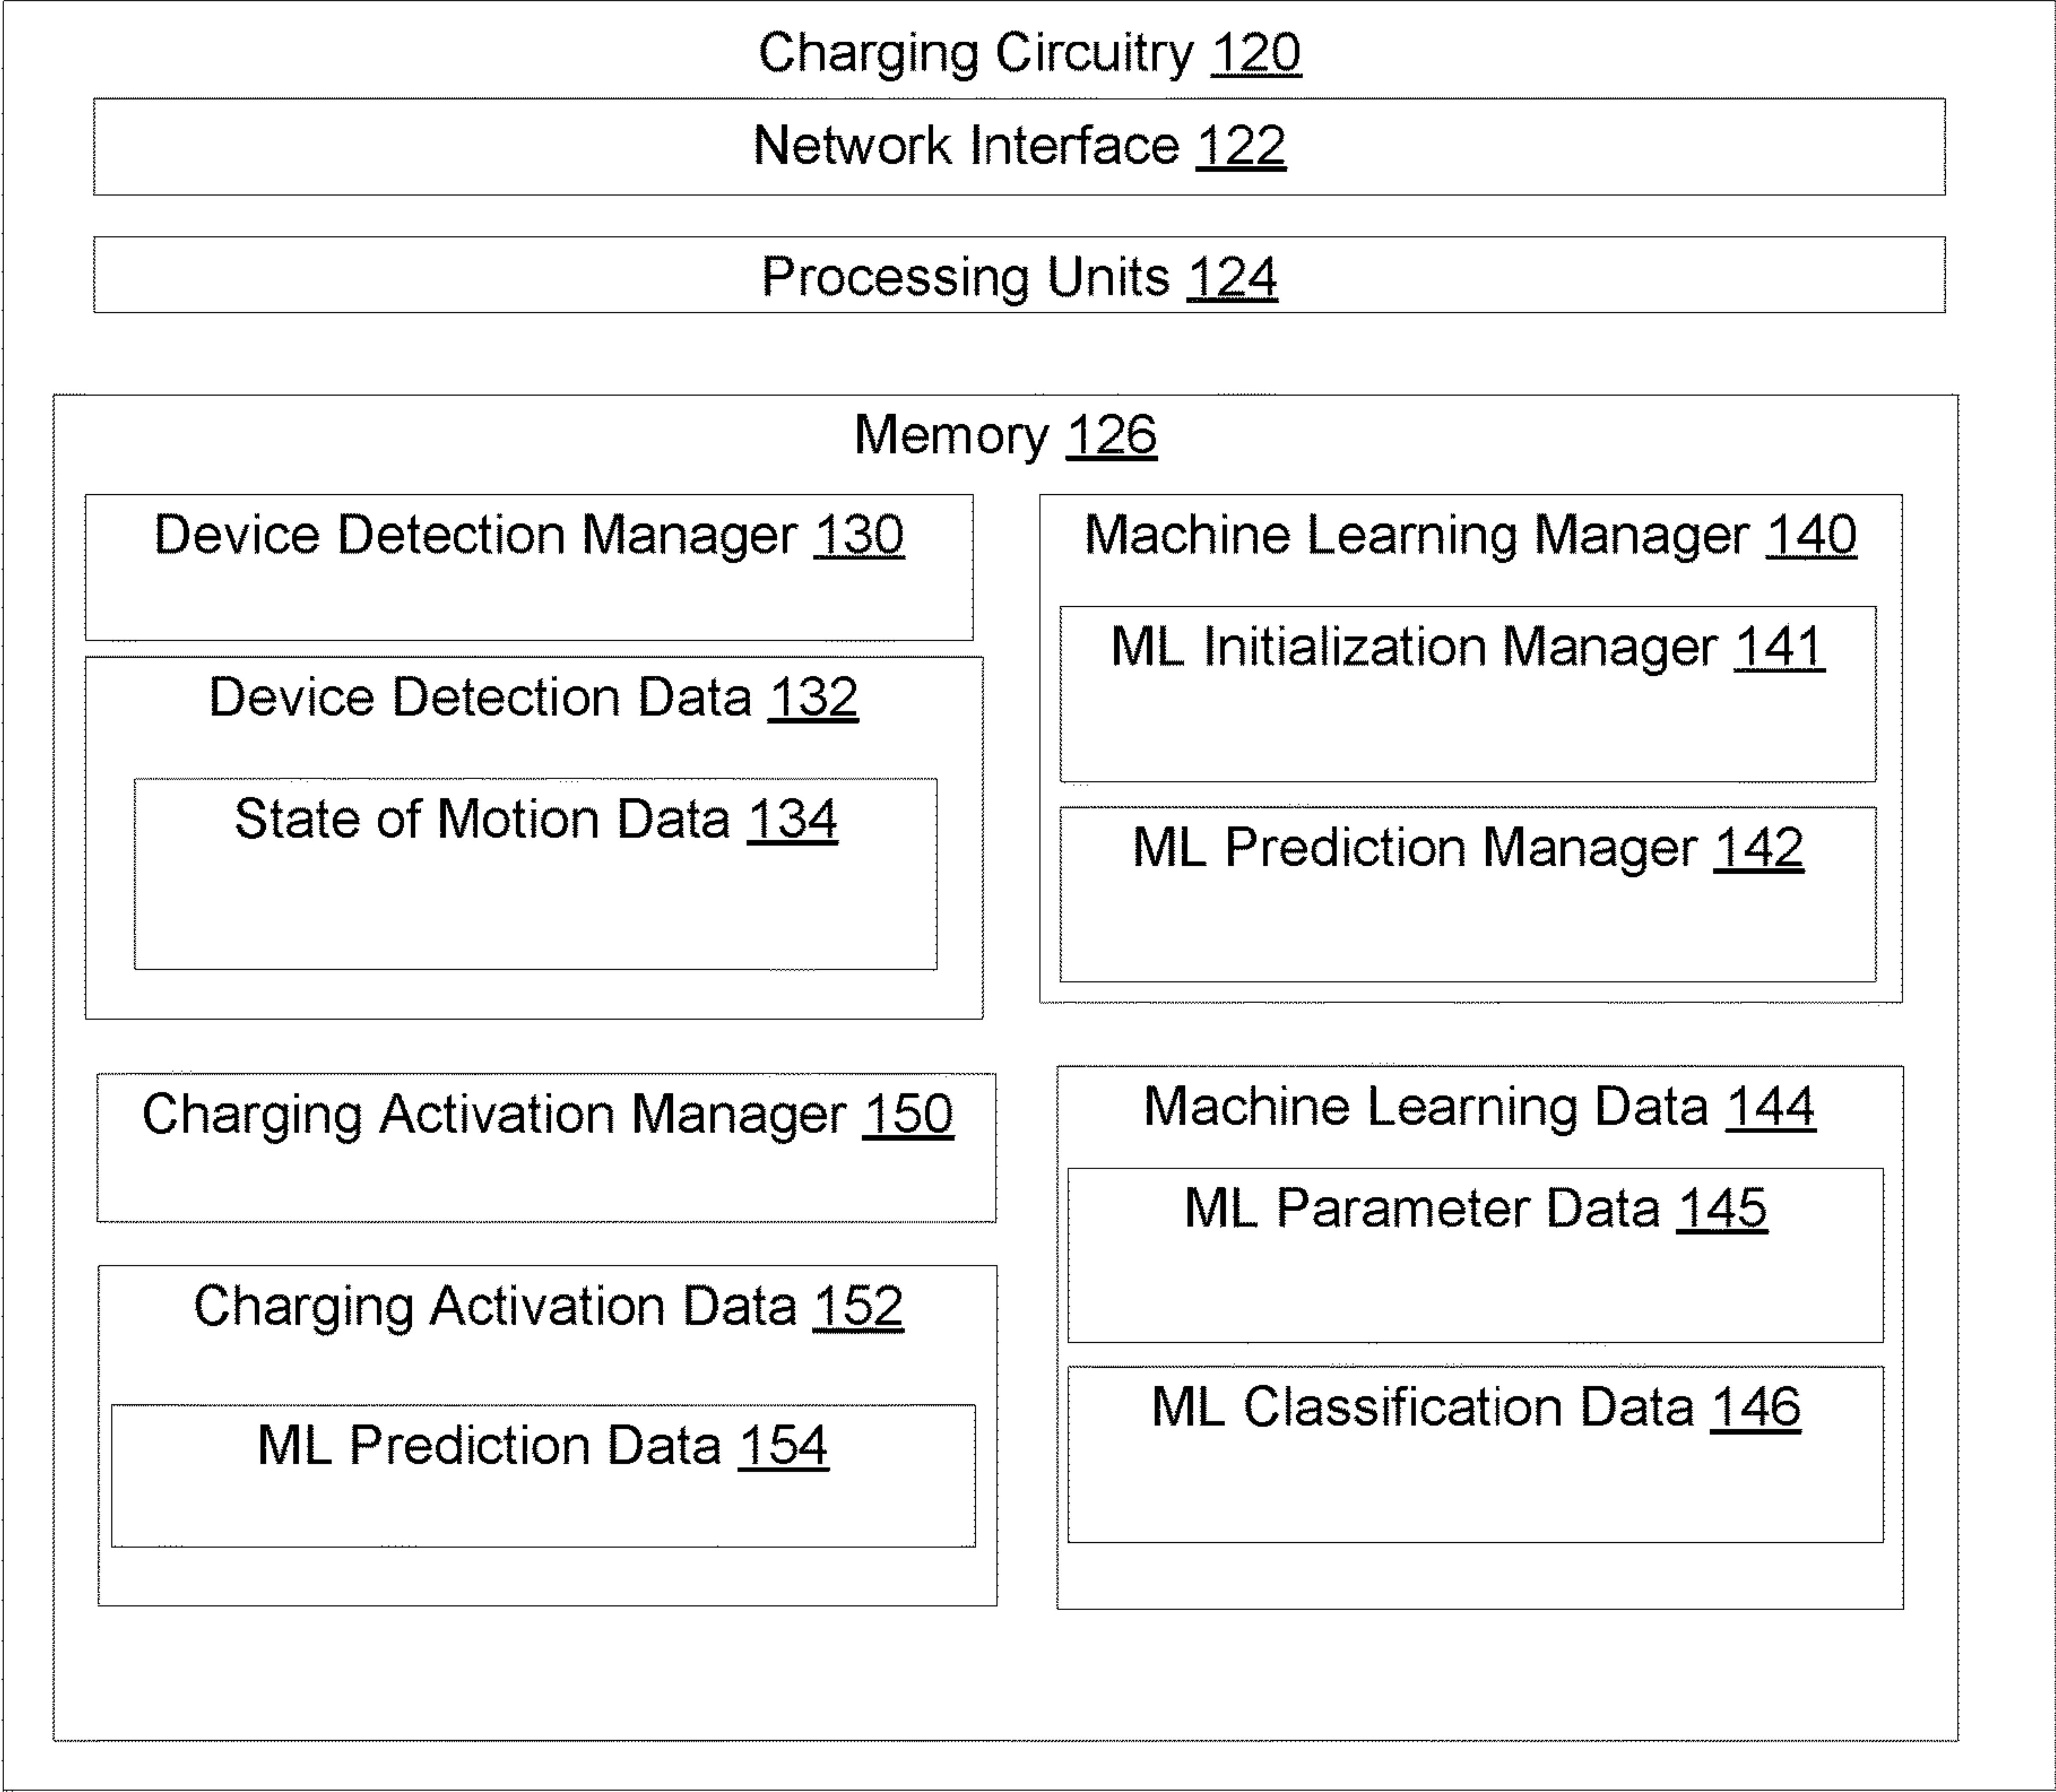 Charging Circuitry 120
Network Interface 122
Processing Units 124
Memory 126
Device Detection Manager 130
Device Detection Data 132
State of Motion Data 134
Charging Activation Manager 150
Charging Activation Data 152
ML Prediction Data 154
Machine Learning Manager 140
ML Initialization Manager 141
ML Prediction Manager 142
Machine Learning Data 144
ML Parameter Data 145
ML Classification Data 146